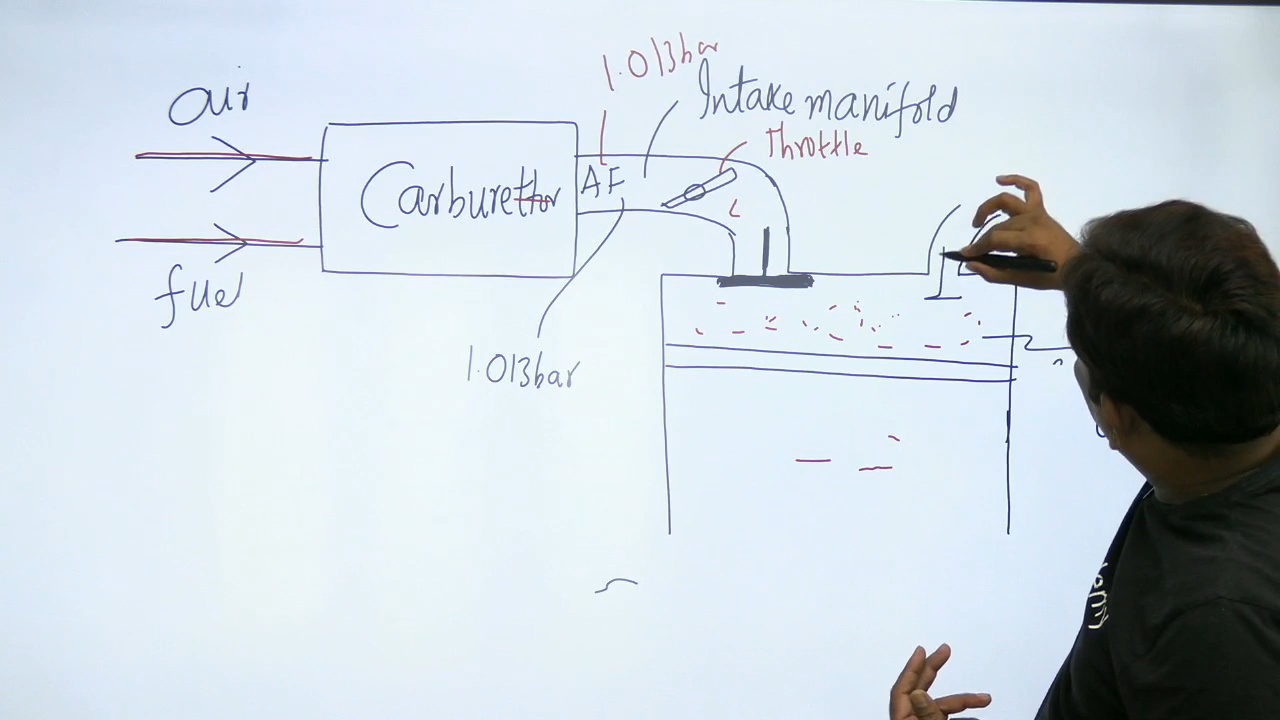 1.013bar
air
Intake manifold
Throttle
Carburettor
AF
fuel
1.013bar